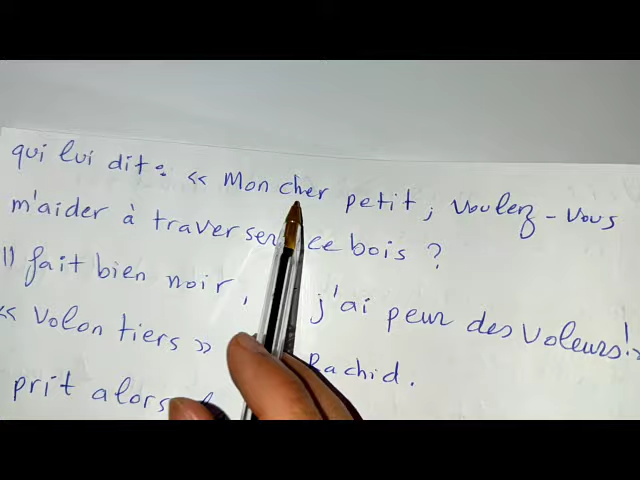 qui lui dit : « Mon cher petit ; voulez-vous
m'aider à traverser ce bois ?
Il fait bien noir, j'ai peur des voleurs ! »
« Volontiers » Rachid.
prit alors